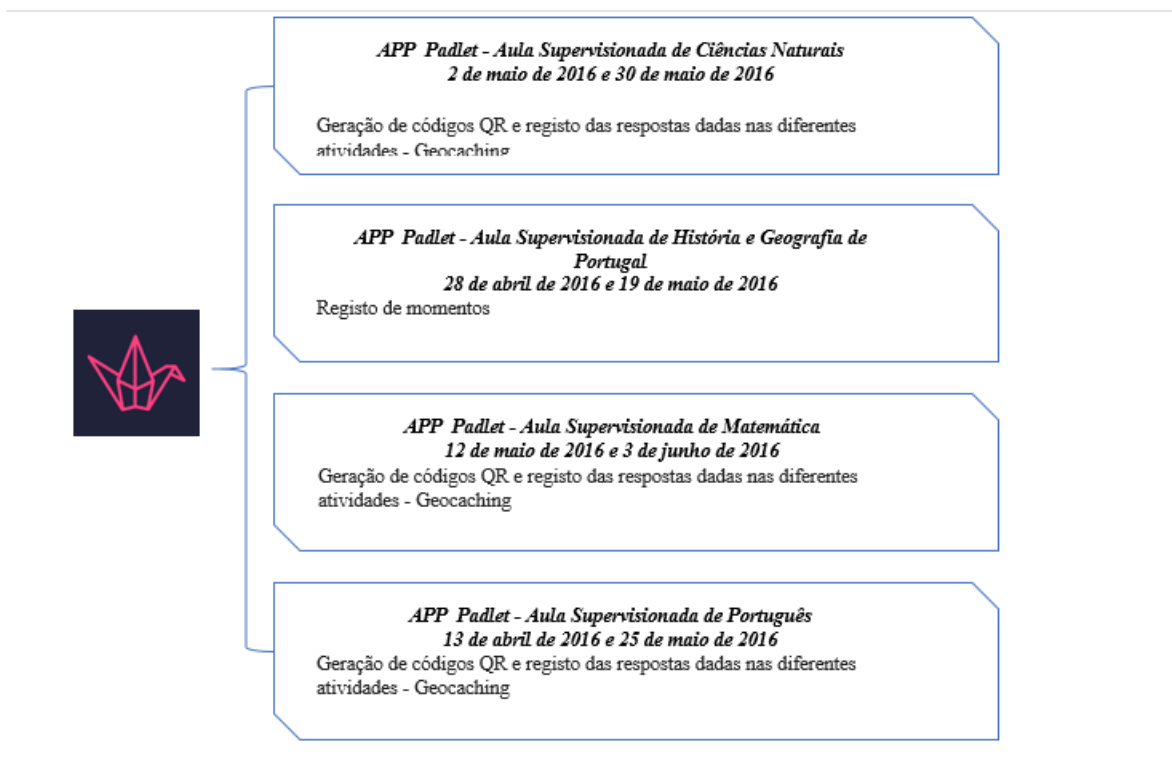 APP Padlet - Aula Supervisionada de Ciências Naturais
2 de maio de 2016 e 30 de maio de 2016
Geração de códigos QR e registo das respostas dadas nas diferentes
atividades - Geocaching
APP Padlet - Aula Supervisionada de História e Geografia de
Portugal
28 de abril de 2016 e 19 de maio de 2016
Registo de momentos
APP Padlet - Aula Supervisionada de Matemática
12 de maio de 2016 e 3 de junho de 2016
Geração de códigos QR e registo das respostas dadas nas diferentes
atividades - Geocaching
APP Padlet - Aula Supervisionada de Português
13 de abril de 2016 e 25 de maio de 2016
Geração de códigos QR e registo das respostas dadas nas diferentes
atividades - Geocaching